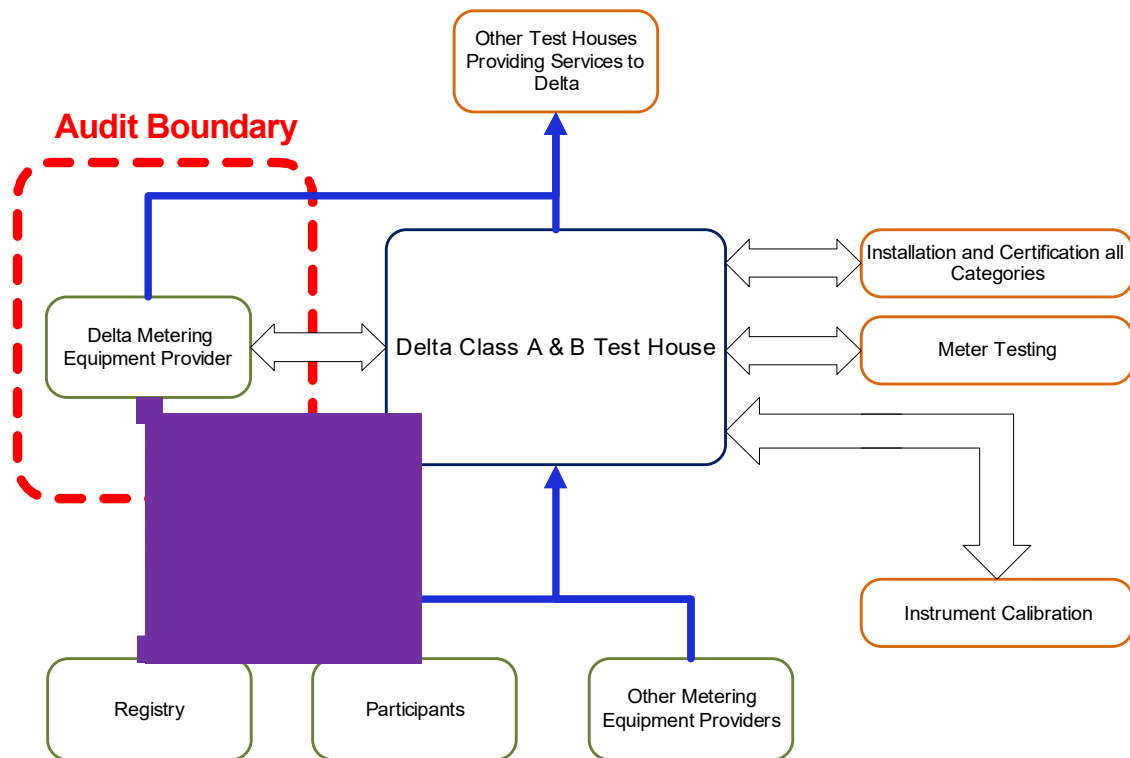 Other Test Houses
Providing Services to
Delta
Audit Boundary
Installation and Certification all
Categories
Delta Metering
Equipment Provider
Delta Class A & B Test House
Meter Testing
Instrument Calibration
Registry
Participants
Other Metering
Equipment Providers